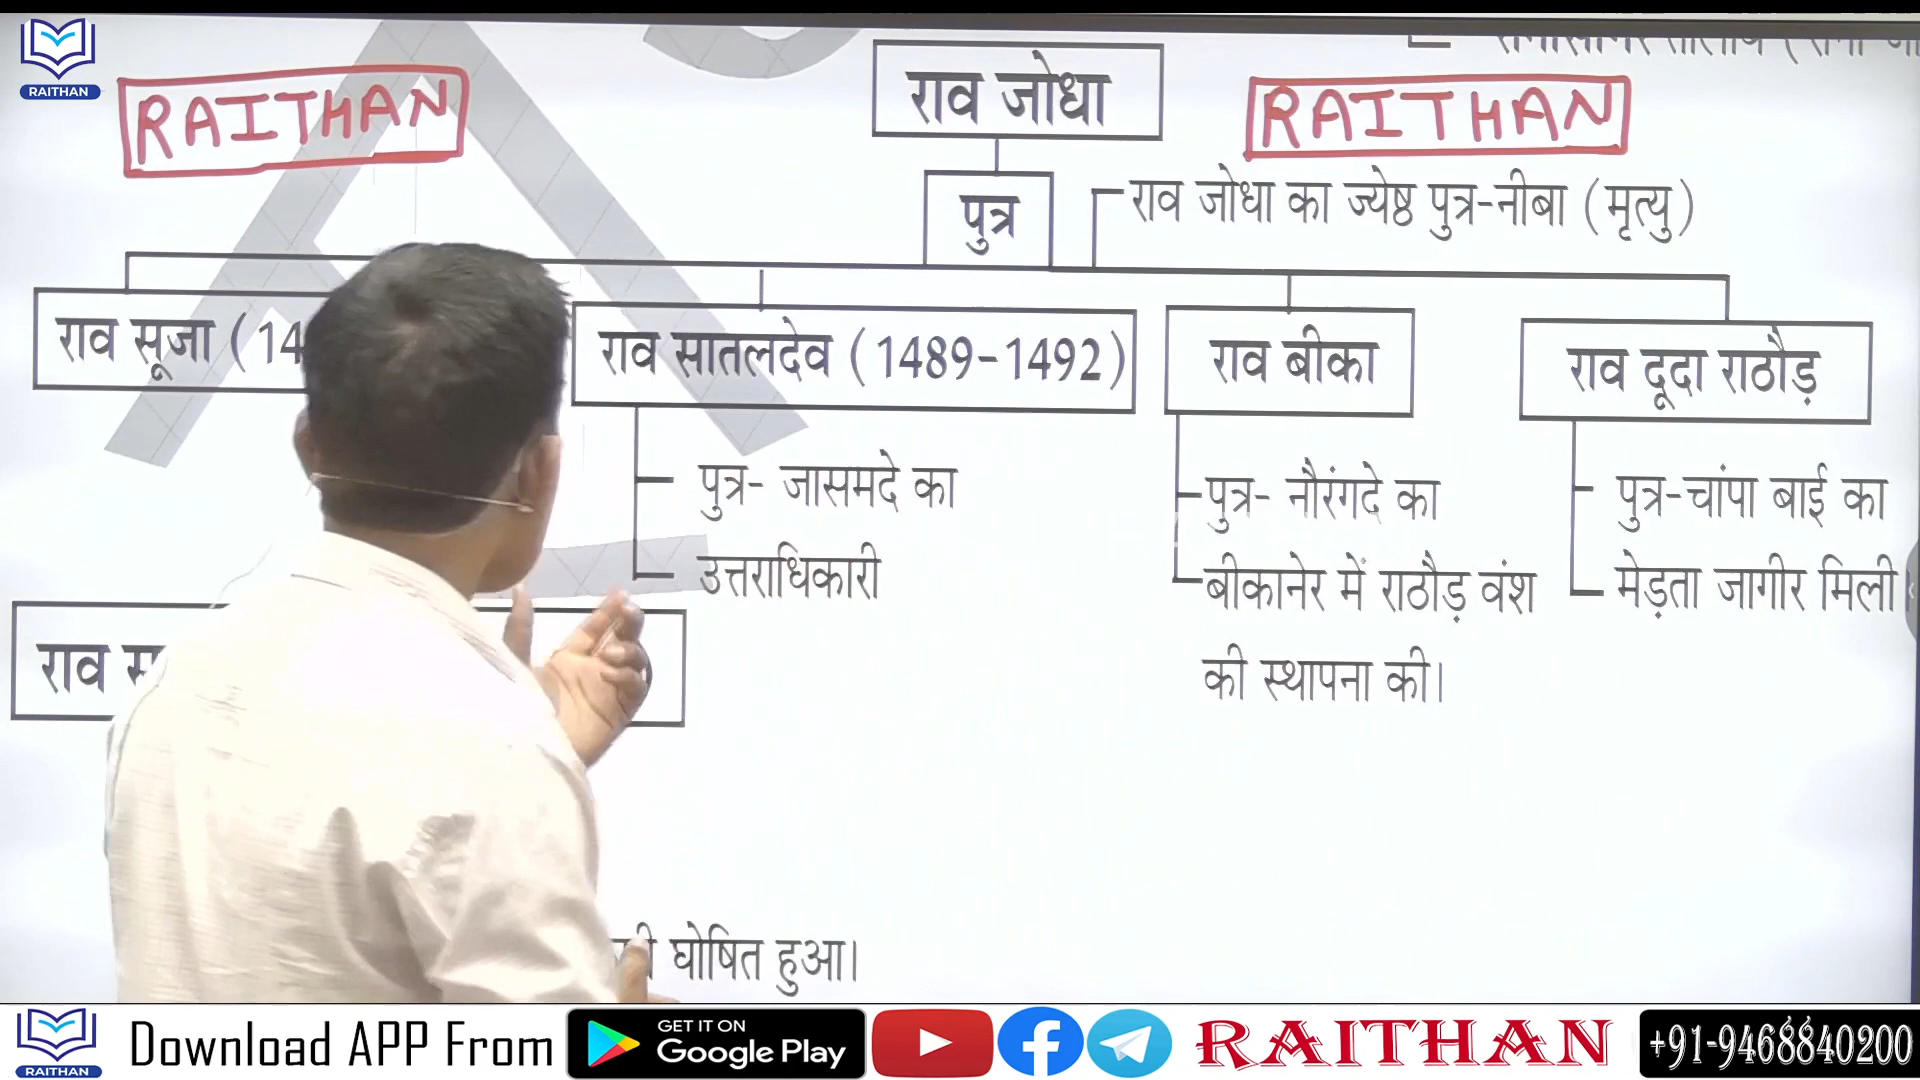 RAITHAN
RAITHAN
राव जोधा
RAITHAN
पुत्र
राव जोधा का ज्येष्ठ पुत्र-नीबा (मृत्यु)
राव सूजा (14
राव सातलदेव (1489-1492)
राव बीका
राव दूदा राठौड़
पुत्र- जासमदे का
उत्तराधिकारी
पुत्र- नौरंगदे का
बीकानेर में राठौड़ वंश
की स्थापना की।
पुत्र-चांपा बाई का
मेड़ता जागीर मिली
राव
घोषित हुआ।
RAITHAN
Download APP From
GET IT ON
Google Play
RAITHAN
+91-9468840200